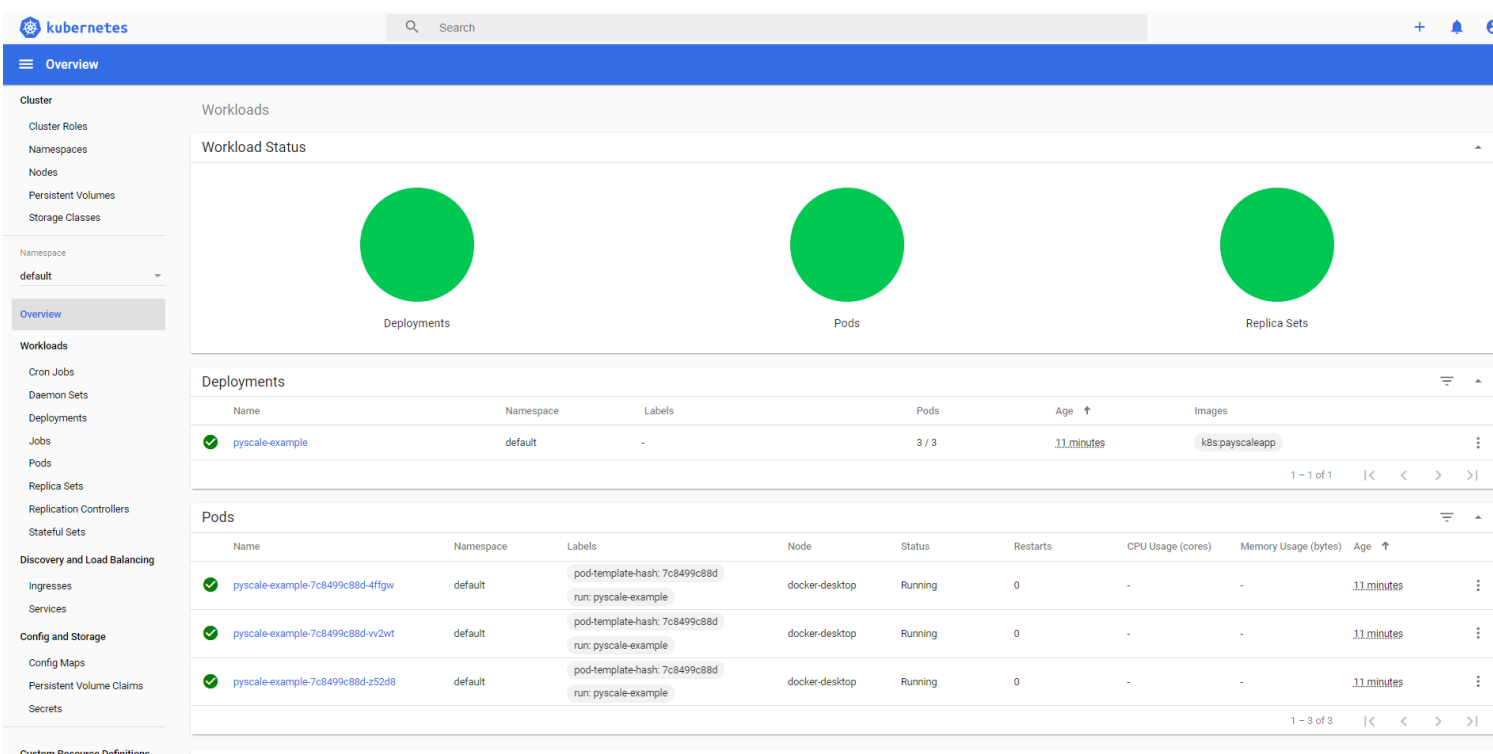 kubernetes
Search
Overview
Cluster
Cluster Roles
Namespaces
Nodes
Persistent Volumes
Storage Classes
Namespace
default
Overview
Workloads
Cron Jobs
Daemon Sets
Deployments
Jobs
Pods
Replica Sets
Replication Controllers
Stateful Sets
Discovery and Load Balancing
Ingresses
Services
Config and Storage
Config Maps
Persistent Volume Claims
Secrets
Custom Resource Definitions
Workloads
Workload Status
Deployments Pods Replica Sets
Deployments
Name Namespace Labels Pods Age Images
pyscale-example default - 3 / 3 11 minutes k8s:payscaleapp
1 – 1 of 1
Pods
Name Namespace Labels Node Status Restarts CPU Usage (cores) Memory Usage (bytes) Age
pod-template-hash: 7c8499c88d
pyscale-example-7c8499c88d-4ffgw default docker-desktop Running 0 - - 11 minutes
run: pyscale-example
pod-template-hash: 7c8499c88d
pyscale-example-7c8499c88d-vv2wt default docker-desktop Running 0 - - 11 minutes
run: pyscale-example
pod-template-hash: 7c8499c88d
pyscale-example-7c8499c88d-z52d8 default docker-desktop Running 0 - - 11 minutes
run: pyscale-example
1 – 3 of 3